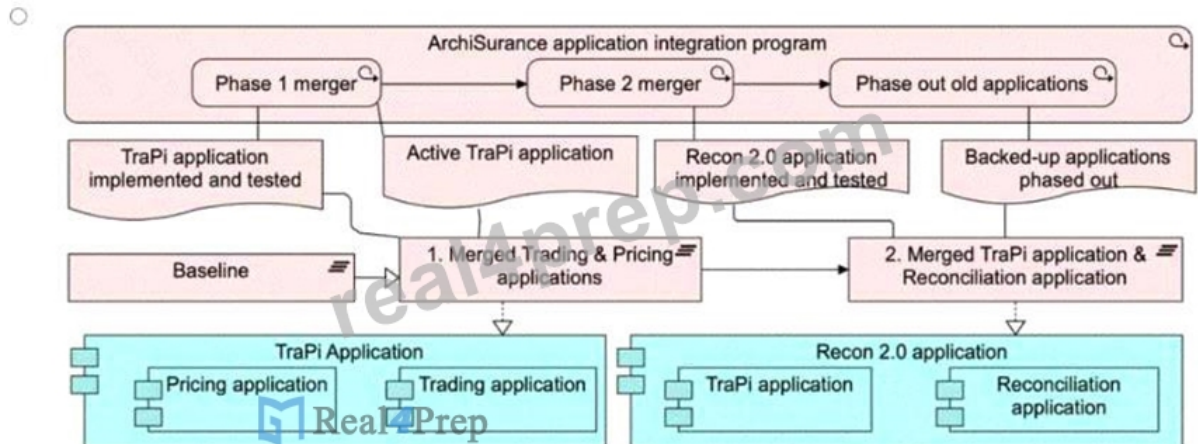 ArchiSurance application integration program
Phase 1 merger
Phase 2 merger
Phase out old applications
TraPi application
implemented and tested
Active TraPi application
Recon 2.0 application
implemented and tested
Backed-up applications
phased out
Baseline
1. Merged Trading & Pricing
applications
2. Merged TraPi application &
Reconciliation application
real4prep.com
TraPi Application
Pricing application
Trading application
Recon 2.0 application
TraPi application
Reconciliation
application
Real4Prep